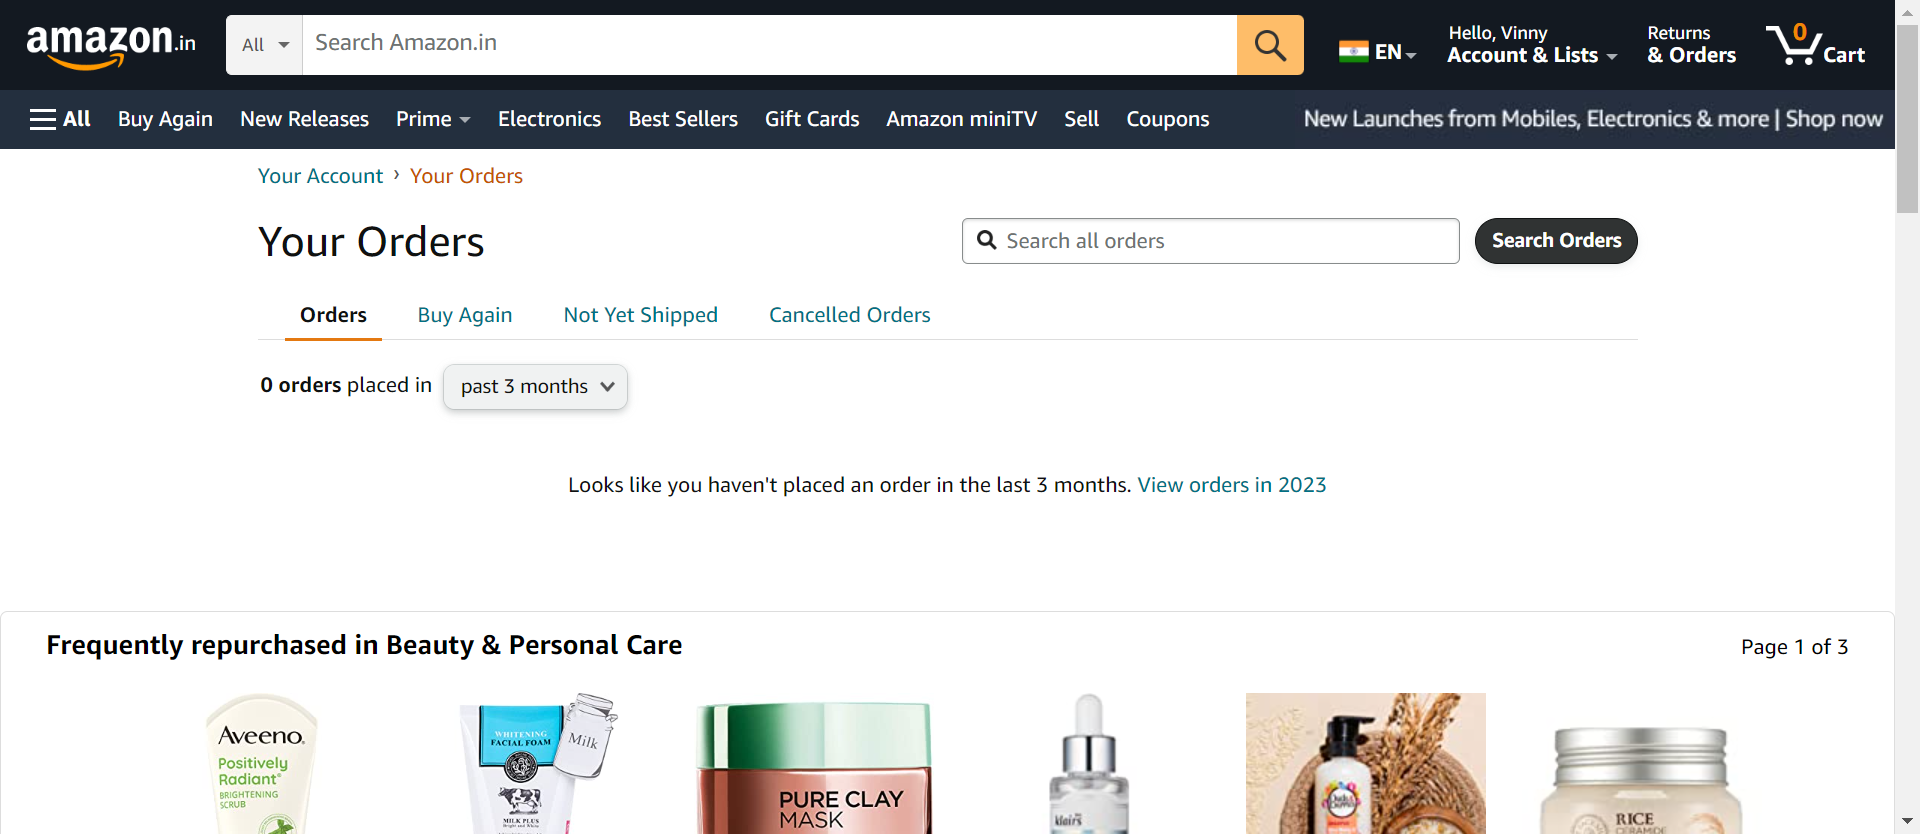 amazon.in
All
Search Amazon.in
EN
Hello, Vinny
Account & Lists
Returns
& Orders
0
Cart
All
Buy Again
New Releases
Prime
Electronics
Best Sellers
Gift Cards
Amazon miniTV
Sell
Coupons
New Launches from Mobiles, Electronics & more | Shop now
Your Account › Your Orders
Your Orders
Search all orders
Search Orders
Orders
Buy Again
Not Yet Shipped
Cancelled Orders
0 orders placed in
past 3 months
Looks like you haven't placed an order in the last 3 months. View orders in 2023
Frequently repurchased in Beauty & Personal Care
Page 1 of 3
Aveeno
Positively
Radiant
BRIGHTENING
SCRUB
WHITENING
FACIAL FOAM
Milk
MILK PLUS
Bright and White
PURE CLAY
MASK
klairs
RICE
CERAMIDE